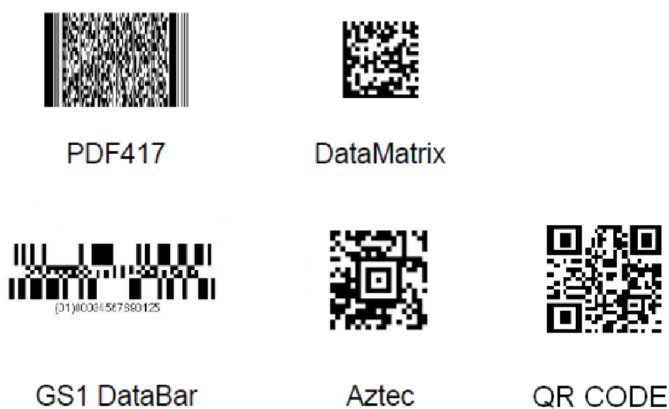 PDF417
DataMatrix
(01)00034567890125
GS1 DataBar
Aztec
QR CODE